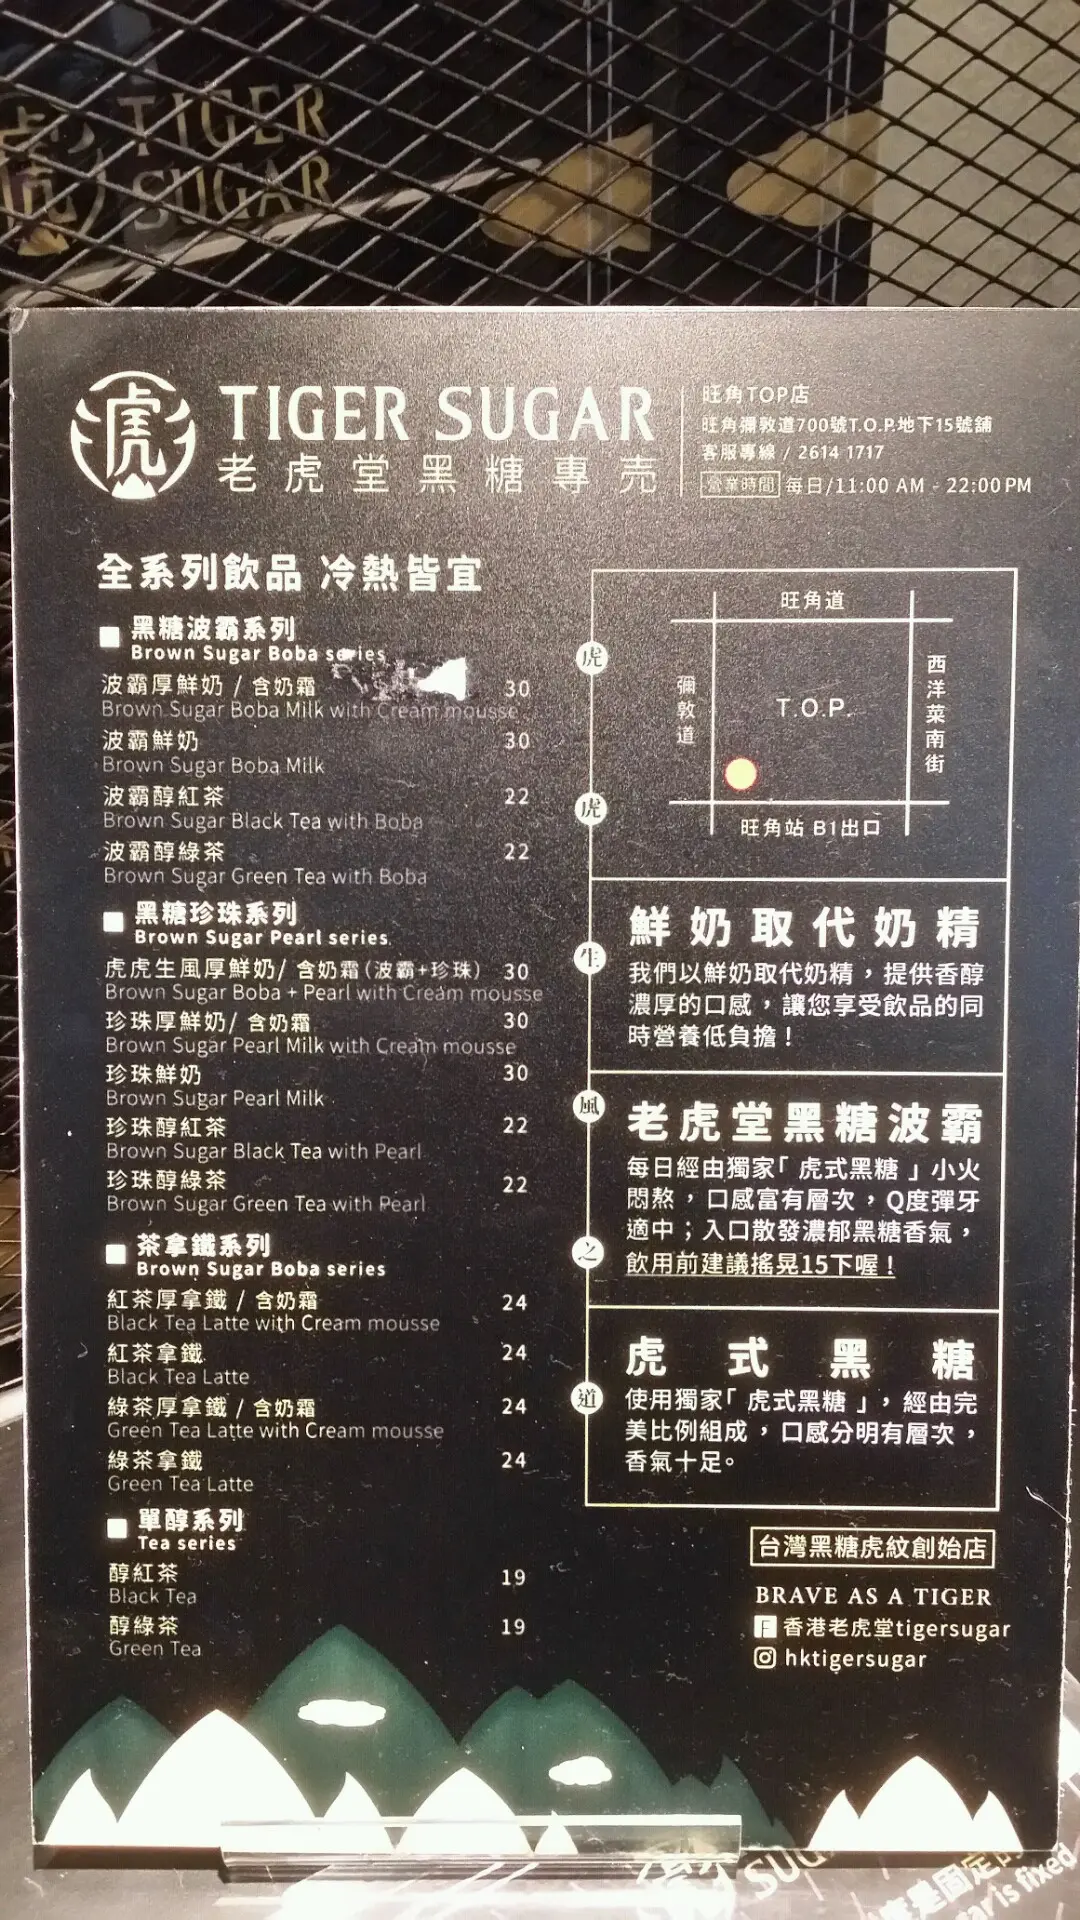 TIGER
SUGAR
虎
TIGER SUGAR
老虎堂黑糖專売
旺角TOP店
旺角彌敦道700號T.O.P.地下15號舖
客服專線 / 2614 1717
營業時間 每日/11:00 AM - 22:00 PM
全系列飲品 冷熱皆宜
黑糖波霸系列
Brown Sugar Boba series
波霸厚鮮奶 / 含奶霜 30
Brown Sugar Boba Milk with Cream mousse
波霸鮮奶 30
Brown Sugar Boba Milk
波霸醇紅茶 22
Brown Sugar Black Tea with Boba
波霸醇綠茶 22
Brown Sugar Green Tea with Boba
黑糖珍珠系列
Brown Sugar Pearl series
虎虎生風厚鮮奶/ 含奶霜(波霸+珍珠) 30
Brown Sugar Boba + Pearl with Cream mousse
珍珠厚鮮奶/ 含奶霜 30
Brown Sugar Pearl Milk with Cream mousse
珍珠鮮奶 30
Brown Sugar Pearl Milk
珍珠醇紅茶 22
Brown Sugar Black Tea with Pearl
珍珠醇綠茶 22
Brown Sugar Green Tea with Pearl
茶拿鐵系列
Brown Sugar Boba series
紅茶厚拿鐵 / 含奶霜 24
Black Tea Latte with Cream mousse
紅茶拿鐵 24
Black Tea Latte
綠茶厚拿鐵 / 含奶霜 24
Green Tea Latte with Cream mousse
綠茶拿鐵 24
Green Tea Latte
單醇系列
Tea series
醇紅茶 19
Black Tea
醇綠茶 19
Green Tea
虎
虎
生
風
之
道
旺角道
彌敦道
T.O.P.
西洋菜南街
旺角站 B1出口
鮮奶取代奶精
我們以鮮奶取代奶精，提供香醇
濃厚的口感，讓您享受飲品的同
時營養低負擔！
老虎堂黑糖波霸
每日經由獨家「虎式黑糖」小火
悶熬，口感富有層次，Q度彈牙
適中；入口散發濃郁黑糖香氣，
飲用前建議搖晃15下喔！
虎式黑糖
使用獨家「虎式黑糖」，經由完
美比例組成，口感分明有層次，
香氣十足。
台灣黑糖虎紋創始店
BRAVE AS A TIGER
香港老虎堂tigersugar
hktigersugar
is fixed